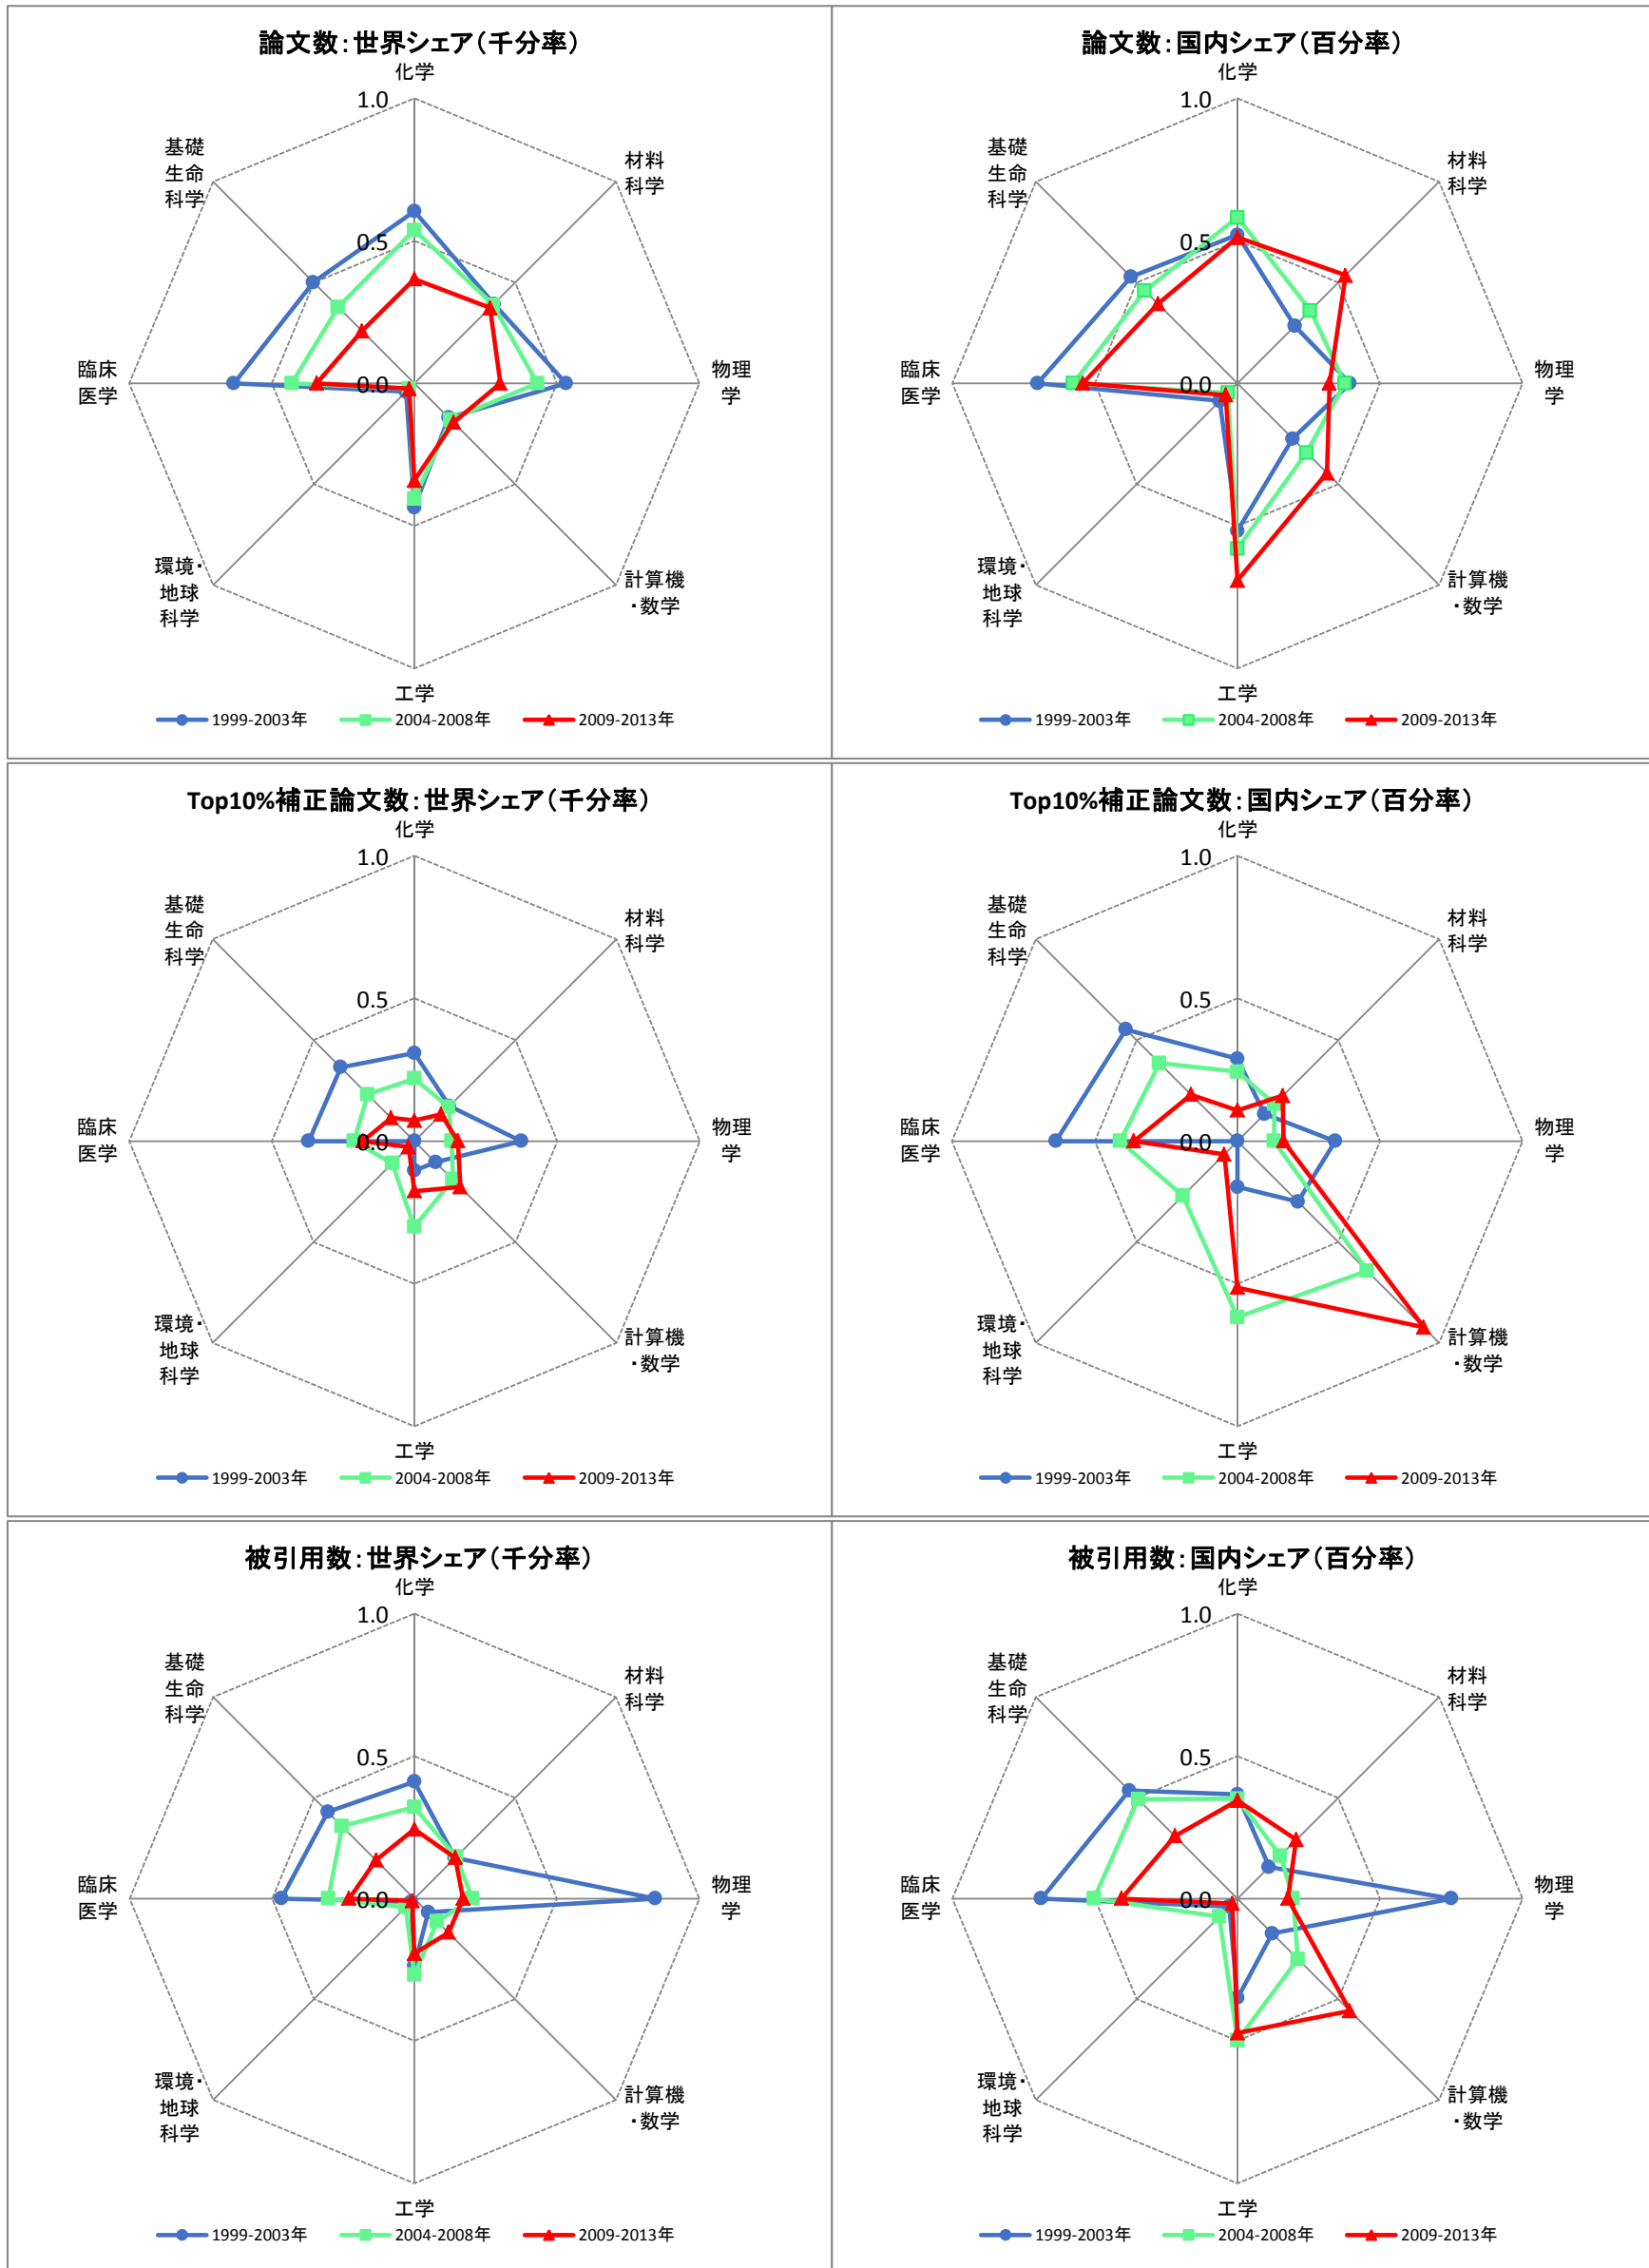 論文数：世界シェア（千分率）
化学
1.0
基礎
生命
科学
材料
科学
0.5
臨床
医学
0.0
物理
学
環境・
地球
科学
計算機
・数学
工学
1999-2003年
2004-2008年
2009-2013年
論文数：国内シェア（百分率）
化学
1.0
基礎
生命
科学
材料
科学
0.5
臨床
医学
0.0
物理
学
環境・
地球
科学
計算機
・数学
工学
1999-2003年
2004-2008年
2009-2013年
Top10%補正論文数：世界シェア（千分率）
化学
1.0
基礎
生命
科学
材料
科学
0.5
臨床
医学
0.0
物理
学
環境・
地球
科学
計算機
・数学
工学
1999-2003年
2004-2008年
2009-2013年
Top10%補正論文数：国内シェア（百分率）
化学
1.0
基礎
生命
科学
材料
科学
0.5
臨床
医学
0.0
物理
学
環境・
地球
科学
計算機
・数学
工学
1999-2003年
2004-2008年
2009-2013年
被引用数：世界シェア（千分率）
化学
1.0
基礎
生命
科学
材料
科学
0.5
臨床
医学
0.0
物理
学
環境・
地球
科学
計算機
・数学
工学
1999-2003年
2004-2008年
2009-2013年
被引用数：国内シェア（百分率）
化学
1.0
基礎
生命
科学
材料
科学
0.5
臨床
医学
0.0
物理
学
環境・
地球
科学
計算機
・数学
工学
1999-2003年
2004-2008年
2009-2013年